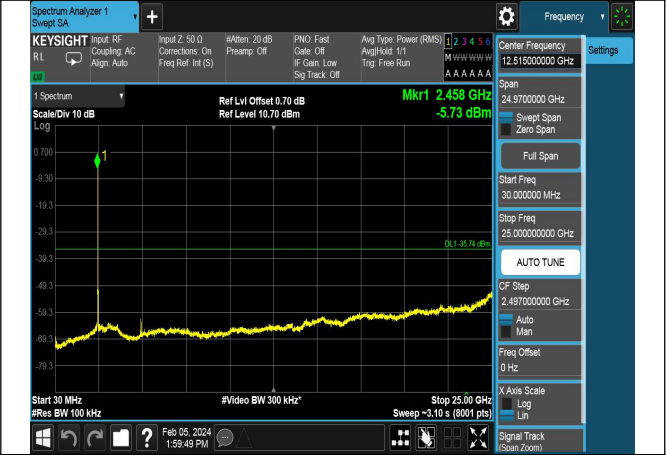 Spectrum Analyzer 1
Swept SA
Frequency
KEYSIGHT
RL
LXI
Input: RF
Coupling: AC
Align: Auto
Input Z: 50 Ω
Corrections: On
Freq Ref: Int (S)
#Atten: 20 dB
Preamp: Off
PNO: Fast
Gate: Off
IF Gain: Low
Sig Track: Off
Avg Type: Power (RMS)
Avg|Hold: 1/1
Trig: Free Run
1 2 3 4 5 6
M W W W W W
A A A A A A
1 Spectrum
Scale/Div 10 dB
Ref Lvl Offset 0.70 dB
Ref Level 10.70 dBm
Mkr1 2.458 GHz
-5.73 dBm
Log
0.700
-9.30
-19.3
-29.3
-39.3
-49.3
-59.3
-69.3
-79.3
1
DL1 -35.74 dBm
Start 30 MHz
#Res BW 100 kHz
#Video BW 300 kHz*
Stop 25.00 GHz
Sweep ~3.10 s (8001 pts)
Feb 05, 2024
1:59:49 PM
Center Frequency
12.515000000 GHz
Span
24.9700000 GHz
Swept Span
Zero Span
Full Span
Start Freq
30.000000 MHz
Stop Freq
25.000000000 GHz
AUTO TUNE
CF Step
2.497000000 GHz
Auto
Man
Freq Offset
0 Hz
X Axis Scale
Log
Lin
Signal Track
(Span Zoom)
Settings